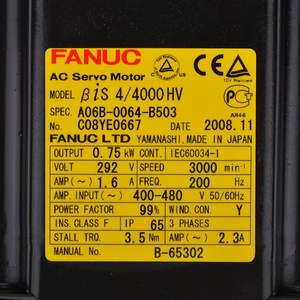 FANUC
AC Servo Motor
MODEL βiS 4/4000HV
SPEC. A06B-0064-B503
No. C08YE0667 DATE 2008.11
FANUC LTD YAMANASHI, MADE IN JAPAN
OUTPUT 0.75 kW CONT. IEC60034-1
VOLT 292 V SPEED 3000 min⁻¹
AMP(~) 1.6 A FREQ. 200 Hz
AMP. INPUT(~) 400-480 V 50/60Hz
POWER FACTOR 99% WIND. CON. Y
INS. CLASS F IP 65 3 PHASES
STALL TRQ. 3.5 Nm AMP(~) 2.3A
MANUAL No. B-65302